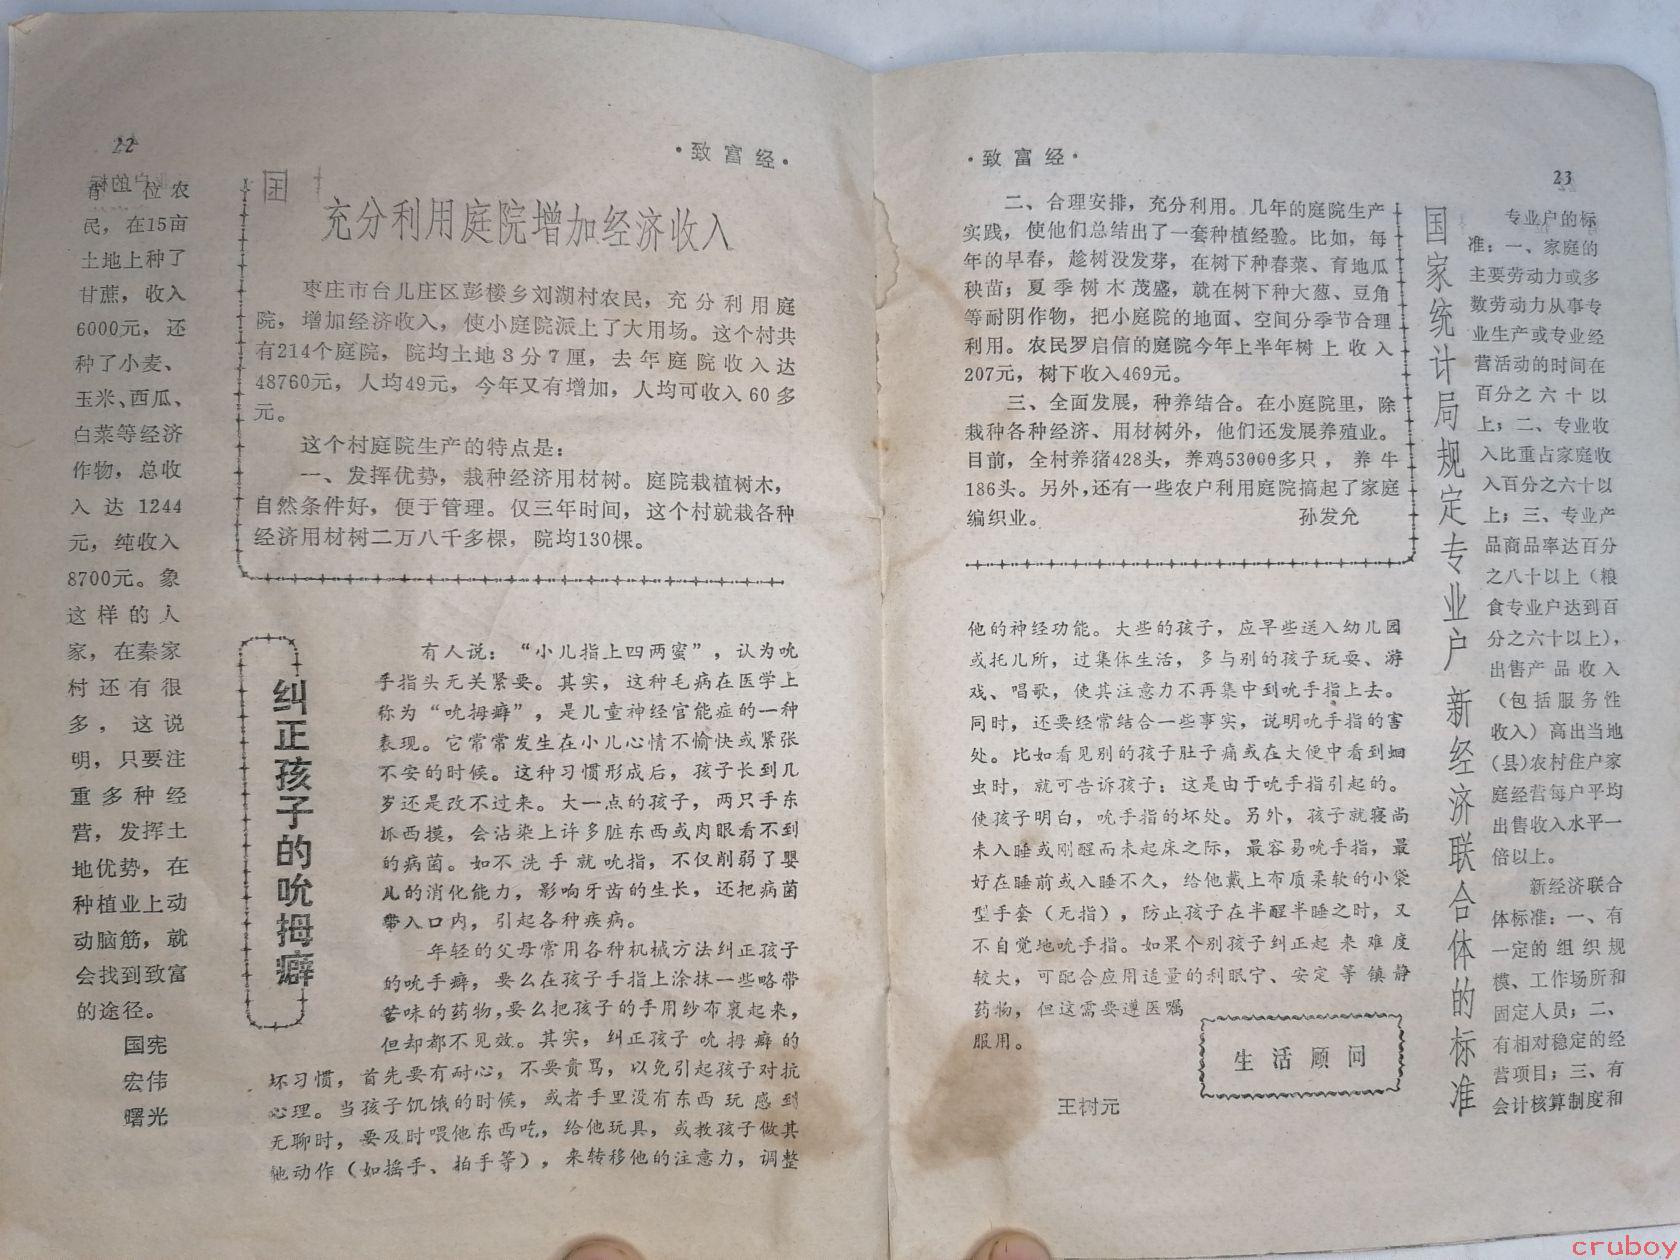 22
·致富经·
位农
民，在15亩
土地上种了
甘蔗，收入
6000元，还
种了小麦、
玉米、西瓜、
白菜等经济
作物，总收
入达1244
元，纯收入
8700元。象
这样的人
家，在秦家
村还有很
多，这说
明，只要注
重多种经
营，发挥土
地优势，在
种植业上动
动脑筋，就
会找到致富
的途径。
国宪
宏伟
曙光
充分利用庭院增加经济收入
枣庄市台儿庄区彭楼乡刘湖村农民，充分利用庭
院，增加经济收入，使小庭院派上了大用场。这个村共
有214个庭院，院均土地3分7厘，去年庭院收入达
48760元，人均49元，今年又有增加，人均可收入60多
元。
这个村庭院生产的特点是：
一、发挥优势，栽种经济用材树。庭院栽植树木，
自然条件好，便于管理。仅三年时间，这个村就栽各种
经济用材树二万八千多棵，院均130棵。
纠正孩子的吮拇癖
有人说：“小儿指上四两蜜”，认为吮
手指头无关紧要。其实，这种毛病在医学上
称为“吮拇癖”，是儿童神经官能症的一种
表现。它常常发生在小儿心情不愉快或紧张
不安的时候。这种习惯形成后，孩子长到几
岁还是改不过来。大一点的孩子，两只手东
抓西摸，会沾染上许多脏东西或肉眼看不到
的病菌。如不洗手就吮指，不仅削弱了婴
儿的消化能力，影响牙齿的生长，还把病菌
带入口内，引起各种疾病。
年轻的父母常用各种机械方法纠正孩子
的吮手癖，要么在孩子手指上涂抹一些略带
苦味的药物，要么把孩子的手用纱布裹起来，
但却都不见效。其实，纠正孩子吮拇癖的
坏习惯，首先要有耐心，不要责骂，以免引起孩子对抗
心理。当孩子饥饿的时候，或者手里没有东西玩感到
无聊时，要及时喂他东西吃，给他玩具，或教孩子做其
他动作（如摇手、拍手等），来转移他的注意力，调整
·致富经·
23
二、合理安排，充分利用。几年的庭院生产
实践，使他们总结出了一套种植经验。比如，每
年的早春，趁树没发芽，在树下种春菜、育地瓜
秧苗；夏季树木茂盛，就在树下种大葱、豆角
等耐阴作物，把小庭院的地面、空间分季节合理
利用。农民罗启信的庭院今年上半年树上收入
207元，树下收入469元。
三、全面发展，种养结合。在小庭院里，除
栽种各种经济、用材树外，他们还发展养殖业。
目前，全村养猪428头，养鸡53000多只，养牛
186头。另外，还有一些农户利用庭院搞起了家庭
编织业。 孙发允
他的神经功能。大些的孩子，应早些送入幼儿园
或托儿所，过集体生活，多与别的孩子玩耍、游
戏、唱歌，使其注意力不再集中到吮手指上去。
同时，还要经常结合一些事实，说明吮手指的害
处。比如看见别的孩子肚子痛或在大便中看到蛔
虫时，就可告诉孩子：这是由于吮手指引起的。
使孩子明白，吮手指的坏处。另外，孩子就寝尚
未入睡或刚醒而未起床之际，最容易吮手指，最
好在睡前或入睡不久，给他戴上布质柔软的小袋
型手套（无指），防止孩子在半醒半睡之时，又
不自觉地吮手指。如果个别孩子纠正起来难度
较大，可配合应用适量的利眠宁、安定等镇静
药物，但这需要遵医嘱
服用。
王树元
生活顾问
国家统计局规定专业户新经济联合体的标准
专业户的标
准：一、家庭的
主要劳动力或多
数劳动力从事专
业生产或专业经
营活动的时间在
百分之六十以
上；二、专业收
入比重占家庭收
入百分之六十以
上；三、专业产
品商品率达百分
之八十以上（粮
食专业户达到百
分之六十以上），
出售产品收入
（包括服务性
收入）高出当地
（县）农村住户家
庭经营每户平均
出售收入水平一
倍以上。
新经济联合
体标准：一、有
一定的组织规
模、工作场所和
固定人员；二、
有相对稳定的经
营项目；三、有
会计核算制度和
cruboy